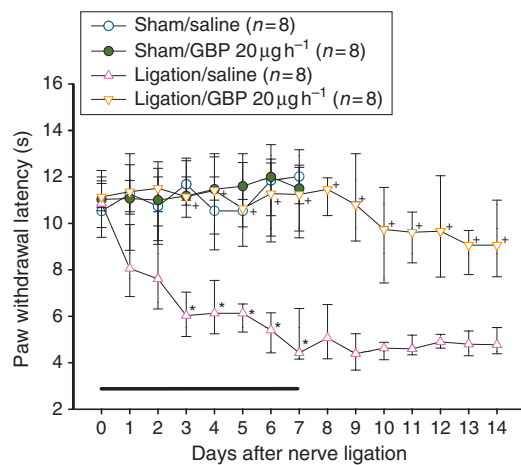 Sham/saline (n=8)
Sham/GBP 20 µg h⁻¹ (n=8)
Ligation/saline (n=8)
Ligation/GBP 20 µg h⁻¹ (n=8)
16
14
12
10
8
6
4
2
Paw withdrawal latency (s)
+ + + + + + + + + + + +
* * * * *
0 1 2 3 4 5 6 7 8 9 10 11 12 13 14
Days after nerve ligation